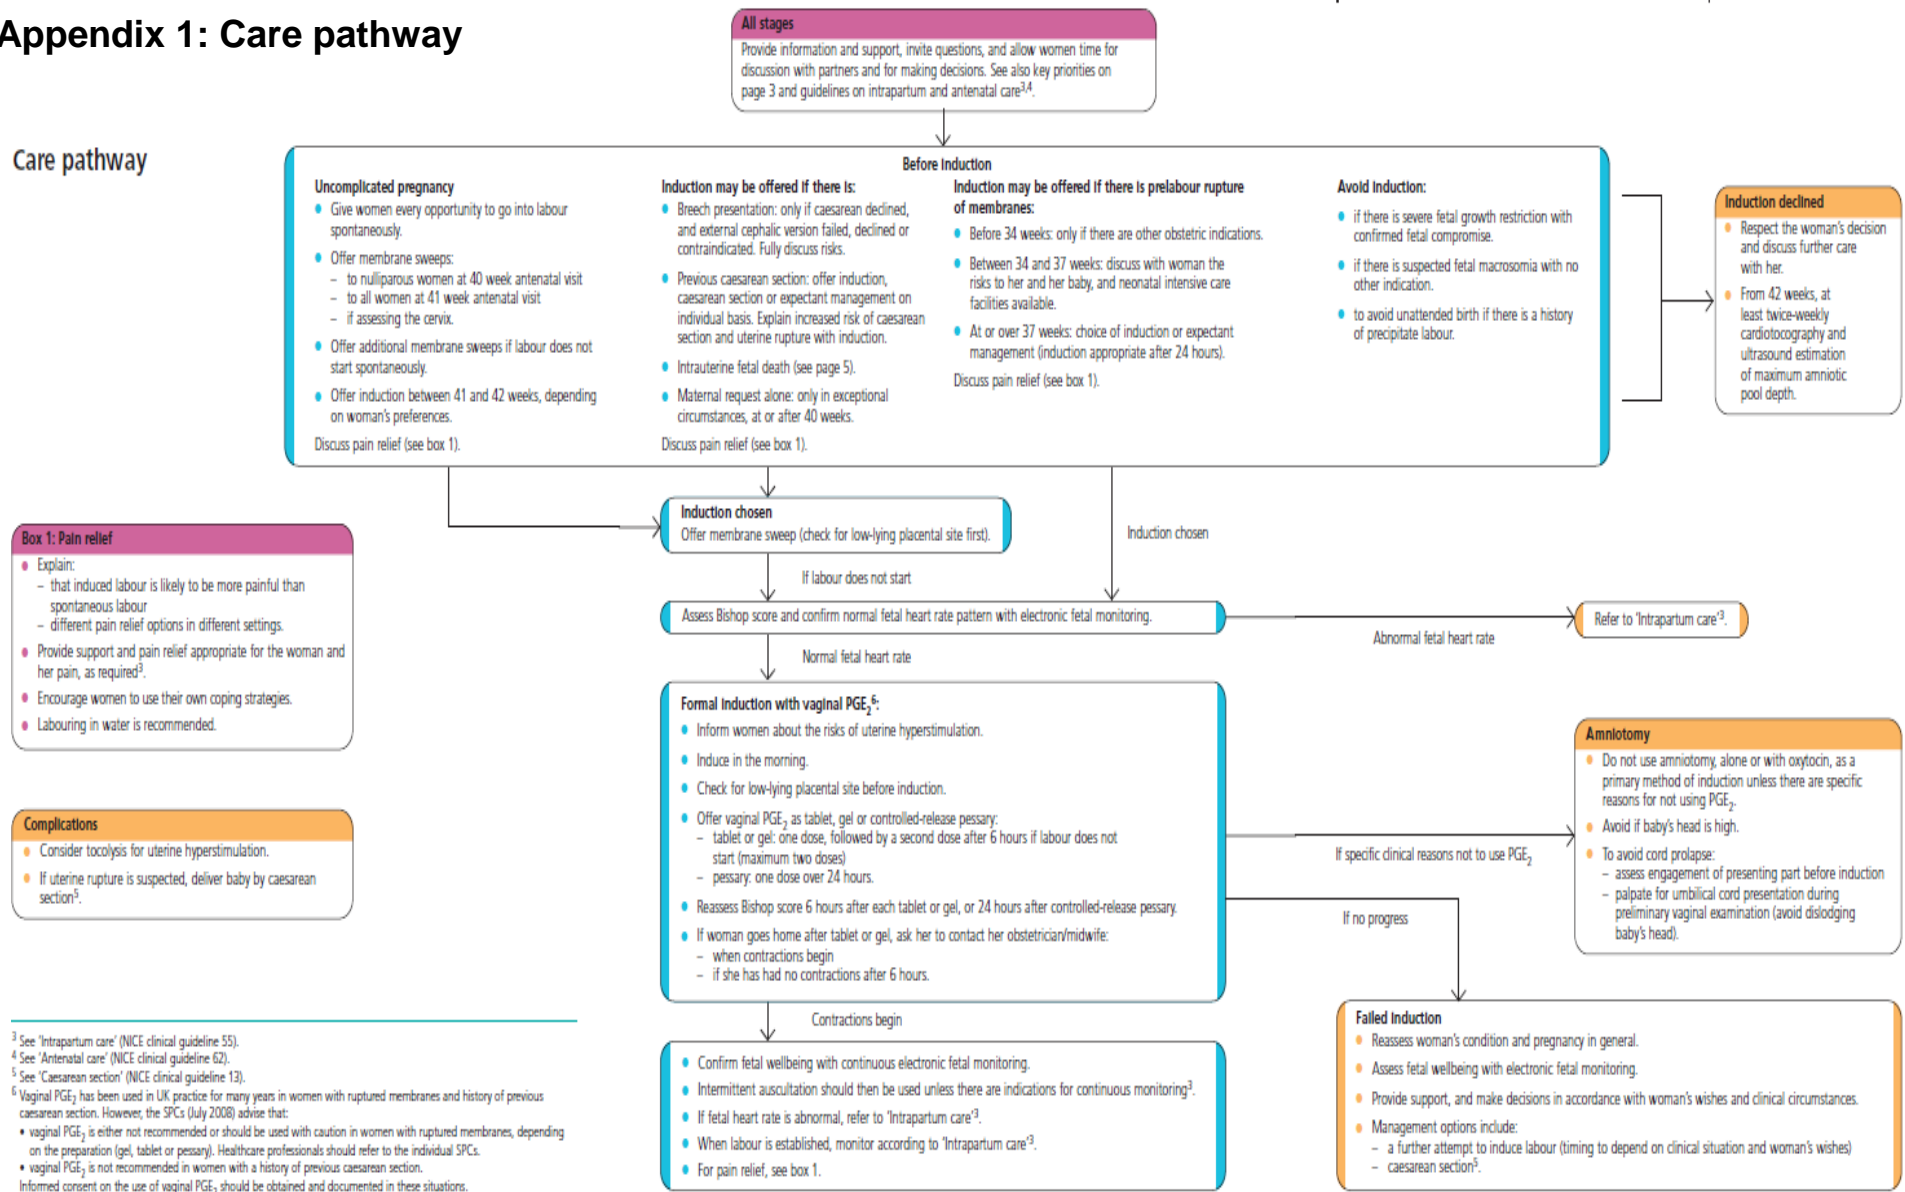 Appendix 1: Care pathway
All stages
Provide information and support, invite questions, and allow women time for
discussion with partners and for making decisions. See also key priorities on
page 3 and guidelines on intrapartum and antenatal care3,4.
Care pathway
Before induction
Uncomplicated pregnancy
• Give women every opportunity to go into labour
spontaneously.
• Offer membrane sweeps:
– to nulliparous women at 40 week antenatal visit
– to all women at 41 week antenatal visit
– if assessing the cervix.
• Offer additional membrane sweeps if labour does not
start spontaneously.
• Offer induction between 41 and 42 weeks, depending
on woman's preferences.
Discuss pain relief (see box 1).
Induction may be offered if there is:
• Breech presentation: only if caesarean declined,
and external cephalic version failed, declined or
contraindicated. Fully discuss risks.
• Previous caesarean section: offer induction,
caesarean section or expectant management on
individual basis. Explain increased risk of caesarean
section and uterine rupture with induction.
• Intrauterine fetal death (see page 5).
• Maternal request alone: only in exceptional
circumstances, at or after 40 weeks.
Discuss pain relief (see box 1).
Induction may be offered if there is prelabour rupture
of membranes:
• Before 34 weeks: only if there are other obstetric indications.
• Between 34 and 37 weeks: discuss with woman the
risks to her and her baby, and neonatal intensive care
facilities available.
• At or over 37 weeks: choice of induction or expectant
management (induction appropriate after 24 hours).
Discuss pain relief (see box 1).
Avoid induction:
• if there is severe fetal growth restriction with
confirmed fetal compromise.
• if there is suspected fetal macrosomia with no
other indication.
• to avoid unattended birth if there is a history
of precipitate labour.
Induction declined
• Respect the woman's decision
and discuss further care
with her.
• From 42 weeks, at
least twice-weekly
cardiotocography and
ultrasound estimation
of maximum amniotic
pool depth.
Induction chosen
Offer membrane sweep (check for low-lying placental site first).
Induction chosen
If labour does not start
Assess Bishop score and confirm normal fetal heart rate pattern with electronic fetal monitoring.
Abnormal fetal heart rate
Refer to 'Intrapartum care'3.
Normal fetal heart rate
Box 1: Pain relief
• Explain:
– that induced labour is likely to be more painful than
spontaneous labour
– different pain relief options in different settings.
• Provide support and pain relief appropriate for the woman and
her pain, as required3.
• Encourage women to use their own coping strategies.
• Labouring in water is recommended.
Complications
• Consider tocolysis for uterine hyperstimulation.
• If uterine rupture is suspected, deliver baby by caesarean
section5.
Formal induction with vaginal PGE2 6:
• Inform women about the risks of uterine hyperstimulation.
• Induce in the morning.
• Check for low-lying placental site before induction.
• Offer vaginal PGE2 as tablet, gel or controlled-release pessary:
– tablet or gel: one dose, followed by a second dose after 6 hours if labour does not
start (maximum two doses)
– pessary: one dose over 24 hours.
• Reassess Bishop score 6 hours after each tablet or gel, or 24 hours after controlled-release pessary.
• If woman goes home after tablet or gel, ask her to contact her obstetrician/midwife:
– when contractions begin
– if she has had no contractions after 6 hours.
If specific clinical reasons not to use PGE2
If no progress
Amniotomy
• Do not use amniotomy, alone or with oxytocin, as a
primary method of induction unless there are specific
reasons for not using PGE2.
• Avoid if baby's head is high.
• To avoid cord prolapse:
– assess engagement of presenting part before induction
– palpate for umbilical cord presentation during
preliminary vaginal examination (avoid dislodging
baby's head).
Contractions begin
• Confirm fetal wellbeing with continuous electronic fetal monitoring.
• Intermittent auscultation should then be used unless there are indications for continuous monitoring3.
• If fetal heart rate is abnormal, refer to 'Intrapartum care'3.
• When labour is established, monitor according to 'Intrapartum care'3.
• For pain relief, see box 1.
Failed induction
• Reassess woman's condition and pregnancy in general.
• Assess fetal wellbeing with electronic fetal monitoring.
• Provide support, and make decisions in accordance with woman's wishes and clinical circumstances.
• Management options include:
– a further attempt to induce labour (timing to depend on clinical situation and woman's wishes)
– caesarean section5.
3 See 'Intrapartum care' (NICE clinical guideline 55).
4 See 'Antenatal care' (NICE clinical guideline 62).
5 See 'Caesarean section' (NICE clinical guideline 13).
6 Vaginal PGE2 has been used in UK practice for many years in women with ruptured membranes and history of previous
caesarean section. However, the SPCs (July 2008) advise that:
• vaginal PGE2 is either not recommended or should be used with caution in women with ruptured membranes, depending
on the preparation (gel, tablet or pessary). Healthcare professionals should refer to the individual SPCs.
• vaginal PGE2 is not recommended in women with a history of previous caesarean section.
Informed consent on the use of vaginal PGE2 should be obtained and documented in these situations.